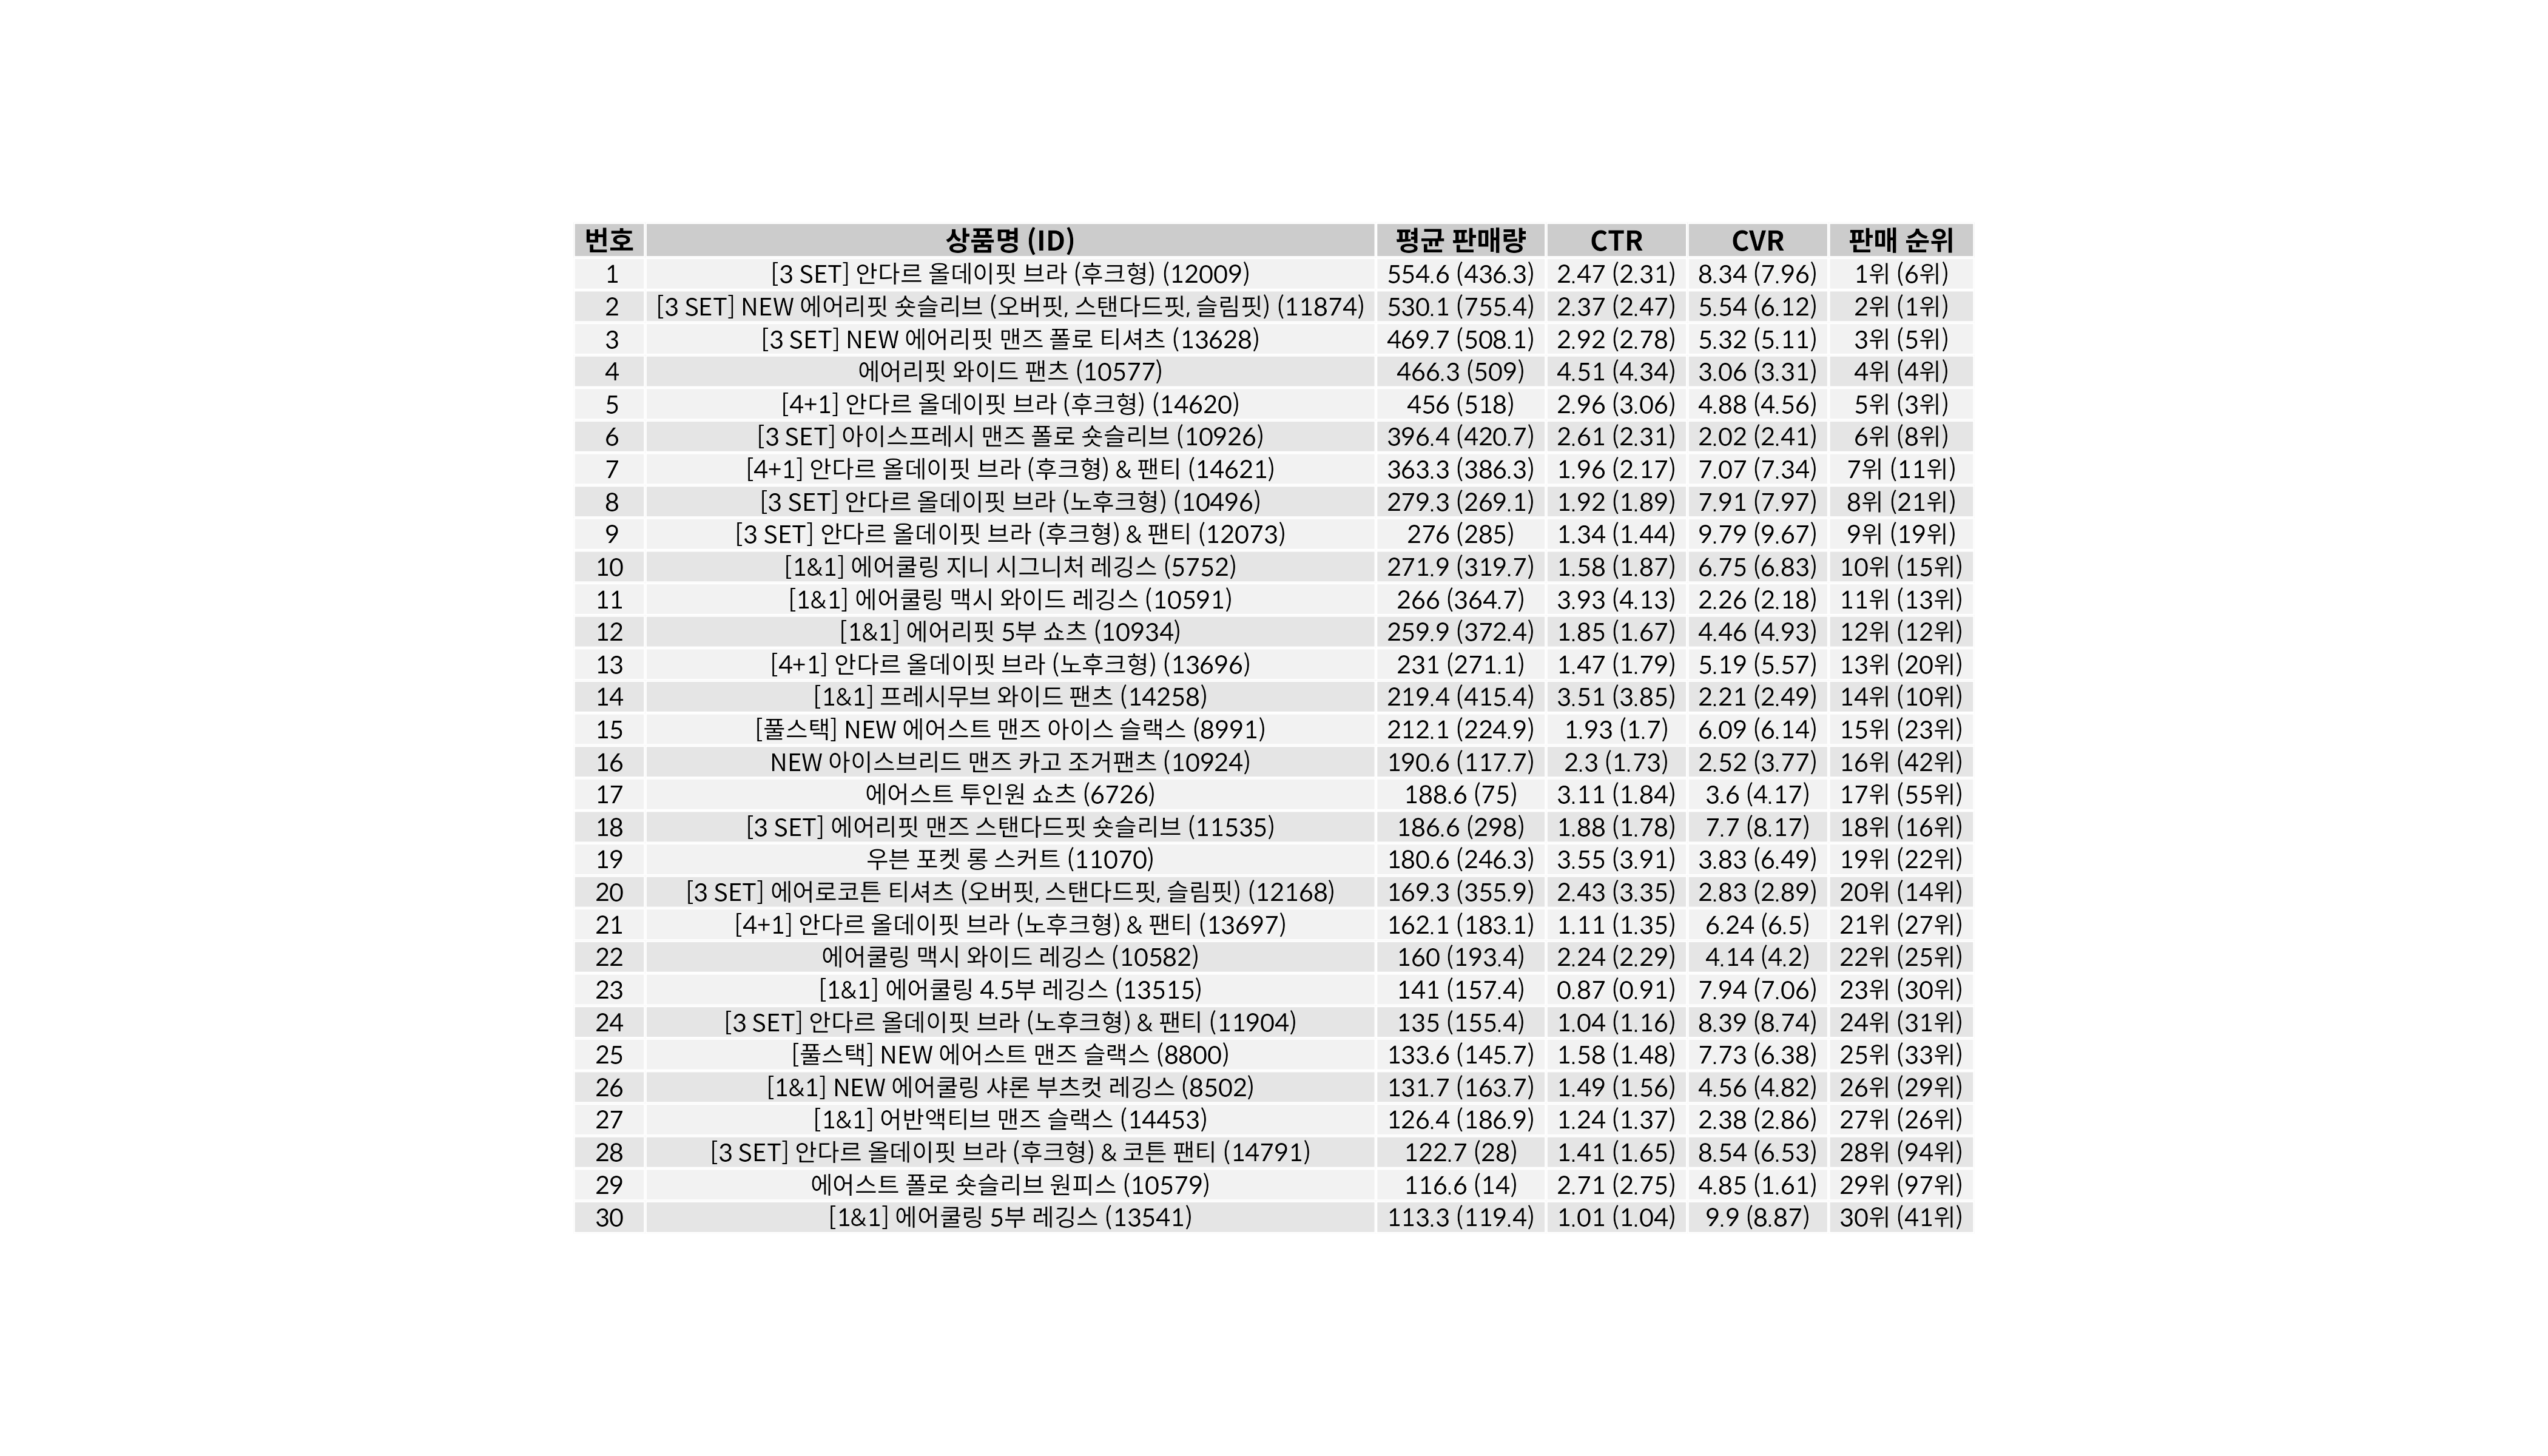 번호 상품명 (ID) 평균 판매량 CTR CVR 판매 순위
1 [3 SET] 안다르 올데이핏 브라 (후크형) (12009) 554.6 (436.3) 2.47 (2.31) 8.34 (7.96) 1위 (6위)
2 [3 SET] NEW 에어리핏 숏슬리브 (오버핏, 스탠다드핏, 슬림핏) (11874) 530.1 (755.4) 2.37 (2.47) 5.54 (6.12) 2위 (1위)
3 [3 SET] NEW 에어리핏 맨즈 폴로 티셔츠 (13628) 469.7 (508.1) 2.92 (2.78) 5.32 (5.11) 3위 (5위)
4 에어리핏 와이드 팬츠 (10577) 466.3 (509) 4.51 (4.34) 3.06 (3.31) 4위 (4위)
5 [4+1] 안다르 올데이핏 브라 (후크형) (14620) 456 (518) 2.96 (3.06) 4.88 (4.56) 5위 (3위)
6 [3 SET] 아이스프레시 맨즈 폴로 숏슬리브 (10926) 396.4 (420.7) 2.61 (2.31) 2.02 (2.41) 6위 (8위)
7 [4+1] 안다르 올데이핏 브라 (후크형) & 팬티 (14621) 363.3 (386.3) 1.96 (2.17) 7.07 (7.34) 7위 (11위)
8 [3 SET] 안다르 올데이핏 브라 (노후크형) (10496) 279.3 (269.1) 1.92 (1.89) 7.91 (7.97) 8위 (21위)
9 [3 SET] 안다르 올데이핏 브라 (후크형) & 팬티 (12073) 276 (285) 1.34 (1.44) 9.79 (9.67) 9위 (19위)
10 [1&1] 에어쿨링 지니 시그니처 레깅스 (5752) 271.9 (319.7) 1.58 (1.87) 6.75 (6.83) 10위 (15위)
11 [1&1] 에어쿨링 맥시 와이드 레깅스 (10591) 266 (364.7) 3.93 (4.13) 2.26 (2.18) 11위 (13위)
12 [1&1] 에어리핏 5부 쇼츠 (10934) 259.9 (372.4) 1.85 (1.67) 4.46 (4.93) 12위 (12위)
13 [4+1] 안다르 올데이핏 브라 (노후크형) (13696) 231 (271.1) 1.47 (1.79) 5.19 (5.57) 13위 (20위)
14 [1&1] 프레시무브 와이드 팬츠 (14258) 219.4 (415.4) 3.51 (3.85) 2.21 (2.49) 14위 (10위)
15 [풀스택] NEW 에어스트 맨즈 아이스 슬랙스 (8991) 212.1 (224.9) 1.93 (1.7) 6.09 (6.14) 15위 (23위)
16 NEW 아이스브리드 맨즈 카고 조거팬츠 (10924) 190.6 (117.7) 2.3 (1.73) 2.52 (3.77) 16위 (42위)
17 에어스트 투인원 쇼츠 (6726) 188.6 (75) 3.11 (1.84) 3.6 (4.17) 17위 (55위)
18 [3 SET] 에어리핏 맨즈 스탠다드핏 숏슬리브 (11535) 186.6 (298) 1.88 (1.78) 7.7 (8.17) 18위 (16위)
19 우븐 포켓 롱 스커트 (11070) 180.6 (246.3) 3.55 (3.91) 3.83 (6.49) 19위 (22위)
20 [3 SET] 에어로코튼 티셔츠 (오버핏, 스탠다드핏, 슬림핏) (12168) 169.3 (355.9) 2.43 (3.35) 2.83 (2.89) 20위 (14위)
21 [4+1] 안다르 올데이핏 브라 (노후크형) & 팬티 (13697) 162.1 (183.1) 1.11 (1.35) 6.24 (6.5) 21위 (27위)
22 에어쿨링 맥시 와이드 레깅스 (10582) 160 (193.4) 2.24 (2.29) 4.14 (4.2) 22위 (25위)
23 [1&1] 에어쿨링 4.5부 레깅스 (13515) 141 (157.4) 0.87 (0.91) 7.94 (7.06) 23위 (30위)
24 [3 SET] 안다르 올데이핏 브라 (노후크형) & 팬티 (11904) 135 (155.4) 1.04 (1.16) 8.39 (8.74) 24위 (31위)
25 [풀스택] NEW 에어스트 맨즈 슬랙스 (8800) 133.6 (145.7) 1.58 (1.48) 7.73 (6.38) 25위 (33위)
26 [1&1] NEW 에어쿨링 샤론 부츠컷 레깅스 (8502) 131.7 (163.7) 1.49 (1.56) 4.56 (4.82) 26위 (29위)
27 [1&1] 어반액티브 맨즈 슬랙스 (14453) 126.4 (186.9) 1.24 (1.37) 2.38 (2.86) 27위 (26위)
28 [3 SET] 안다르 올데이핏 브라 (후크형) & 코튼 팬티 (14791) 122.7 (28) 1.41 (1.65) 8.54 (6.53) 28위 (94위)
29 에어스트 폴로 숏슬리브 원피스 (10579) 116.6 (14) 2.71 (2.75) 4.85 (1.61) 29위 (97위)
30 [1&1] 에어쿨링 5부 레깅스 (13541) 113.3 (119.4) 1.01 (1.04) 9.9 (8.87) 30위 (41위)